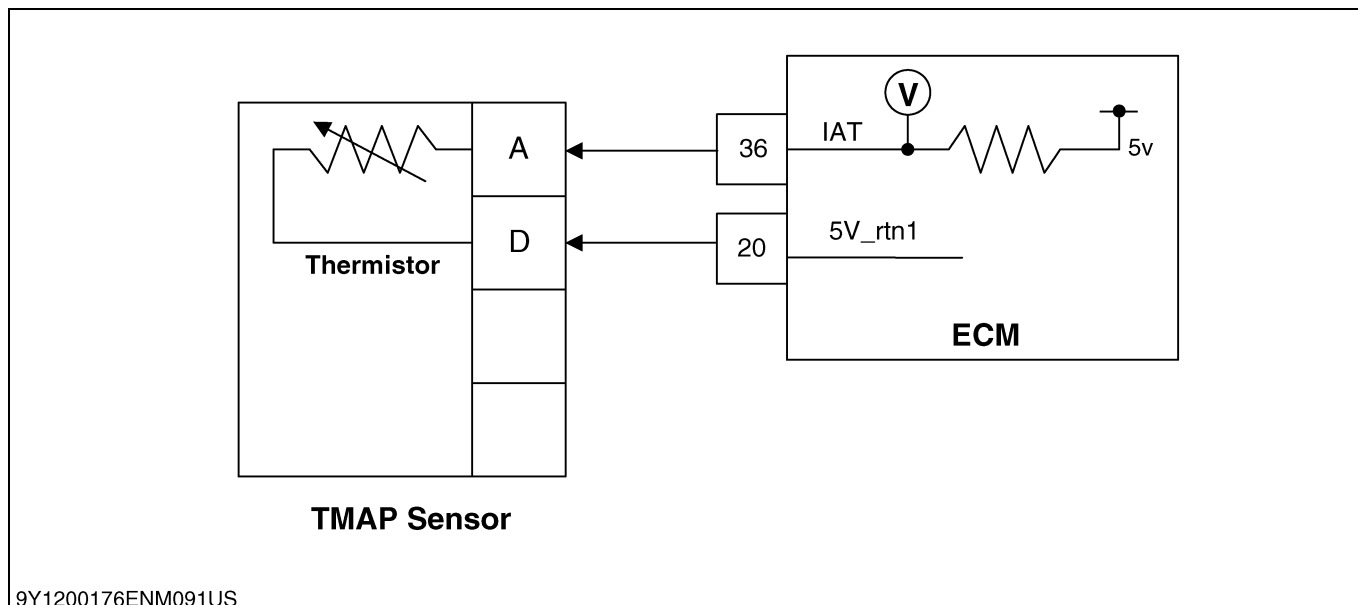 V
A
36
IAT
5v
D
20
5V_rtn1
Thermistor
ECM
TMAP Sensor
9Y1200176ENM091US